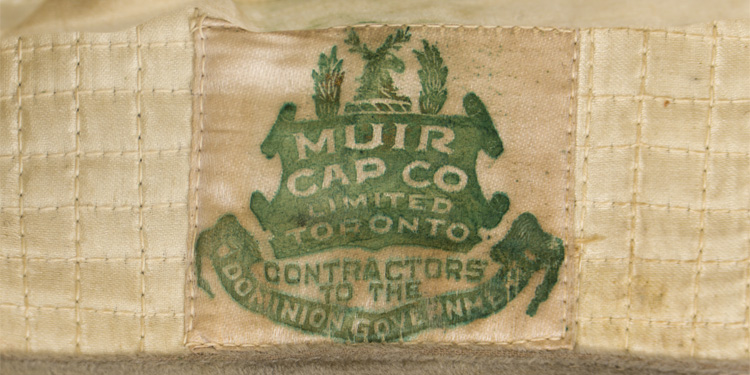 MUIR
CAP CO
LIMITED
TORONTO
CONTRACTORS
TO THE
DOMINION GOVERNMENT